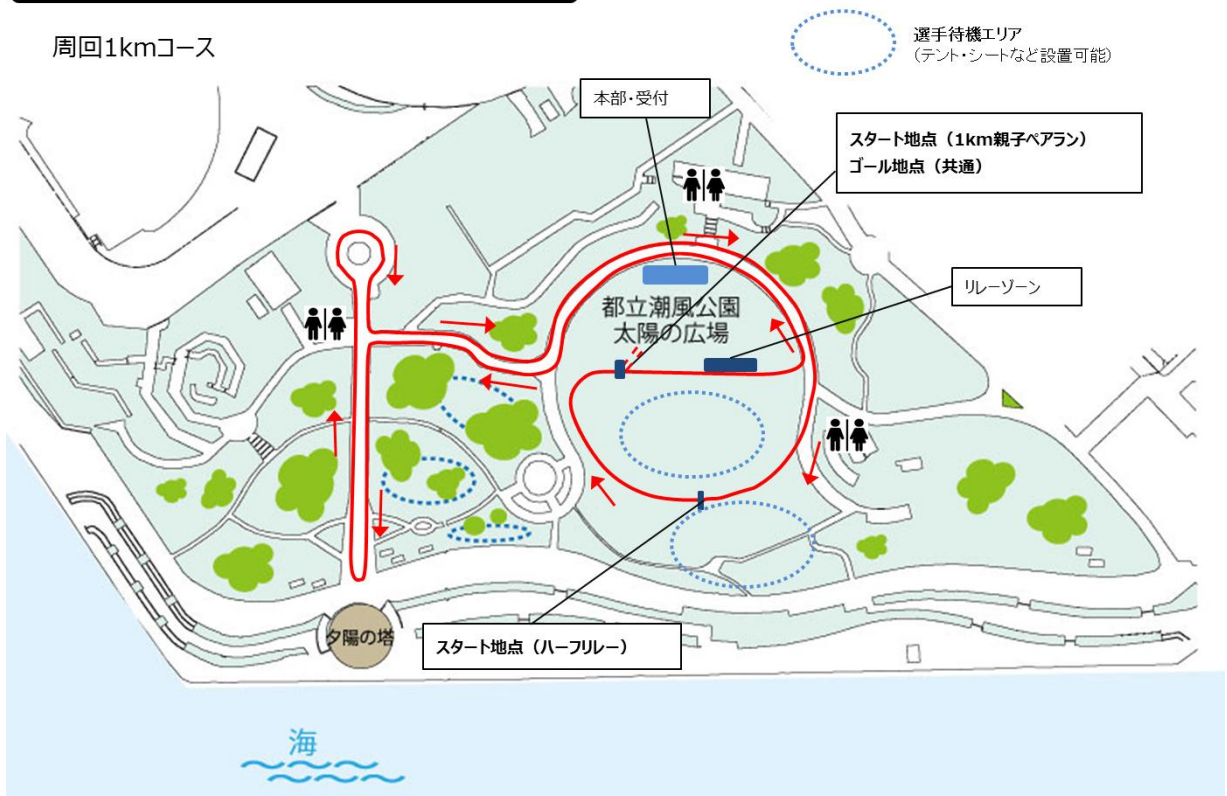 周回1kmコース
選手待機エリア
(テント・シートなど設置可能)
本部・受付
スタート地点（1km親子ペアラン）
ゴール地点（共通）
リレーゾーン
都立潮風公園
太陽の広場
スタート地点（ハーフリレー）
夕陽の塔
海